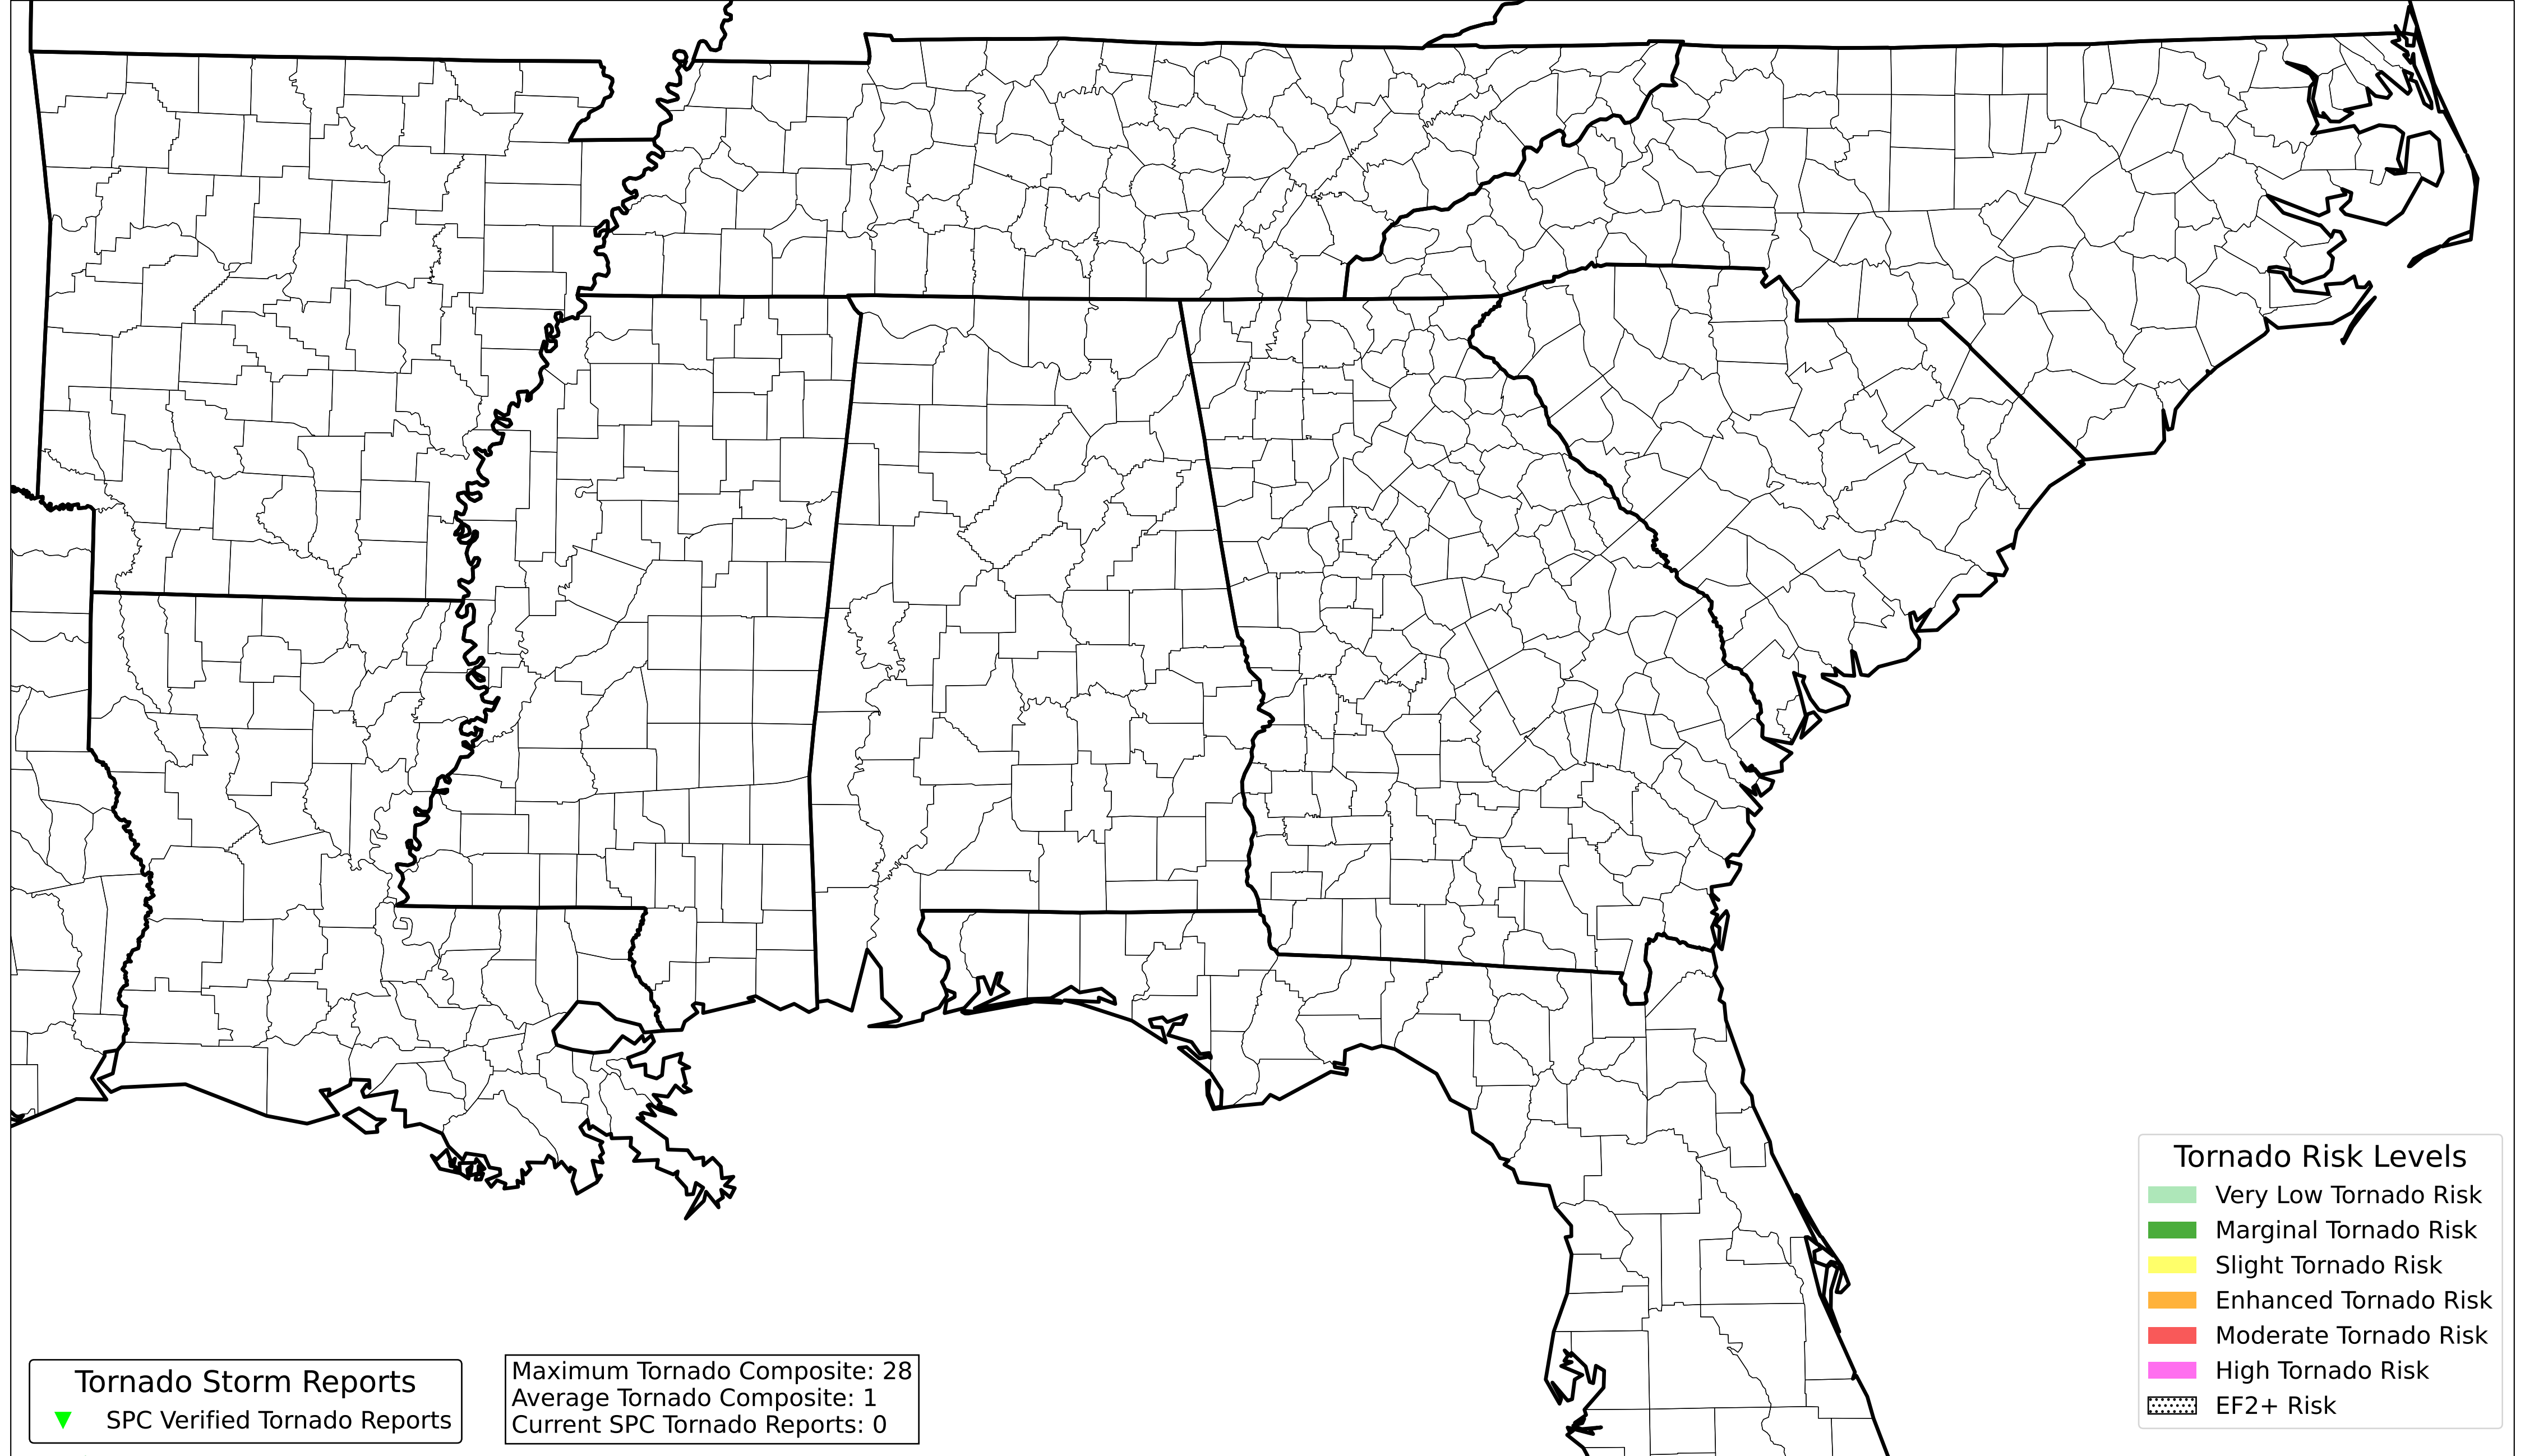 Tornado Risk Levels
Very Low Tornado Risk
Marginal Tornado Risk
Slight Tornado Risk
Enhanced Tornado Risk
Moderate Tornado Risk
High Tornado Risk
EF2+ Risk
Tornado Storm Reports
SPC Verified Tornado Reports
Maximum Tornado Composite: 28
Average Tornado Composite: 1
Current SPC Tornado Reports: 0